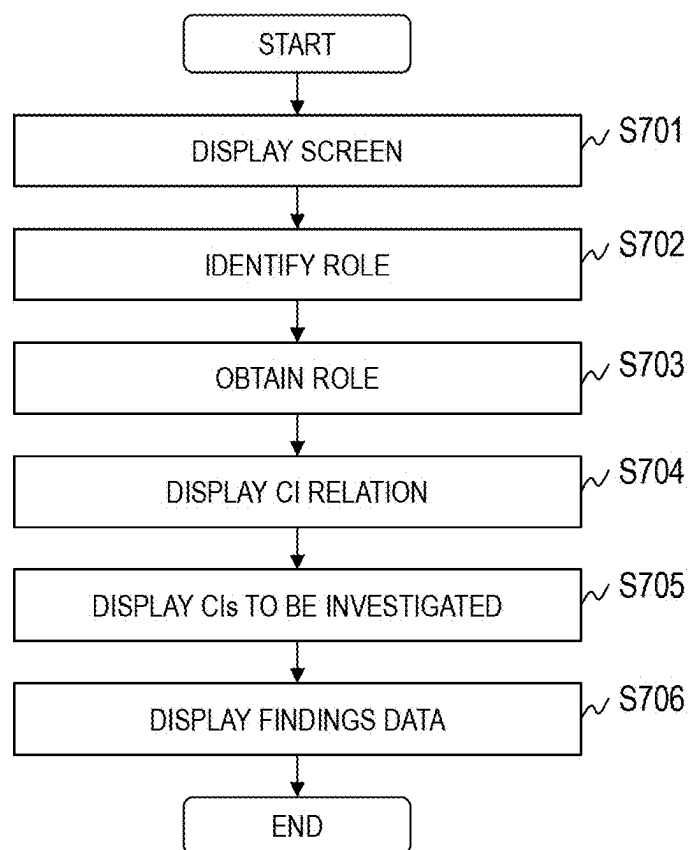 START
DISPLAY SCREEN
S701
IDENTIFY ROLE
S702
OBTAIN ROLE
S703
DISPLAY CI RELATION
S704
DISPLAY CIs TO BE INVESTIGATED
S705
DISPLAY FINDINGS DATA
S706
END